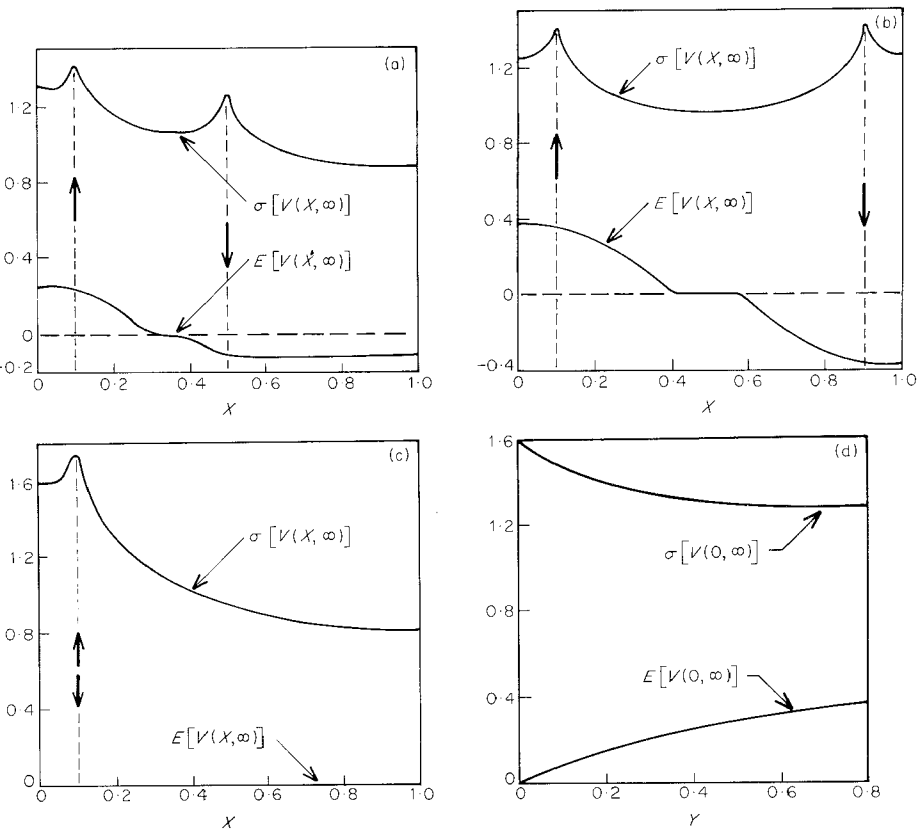 (a)
1·2
0·8
0·4
0
-0·2
σ[V(X,∞)]
E[V(X,∞)]
0 0·2 0·4 0·6 0·8 1·0
X
(b)
1·2
0·8
0·4
0
-0·4
σ[V(X,∞)]
E[V(X,∞)]
0 0·2 0·4 0·6 0·8 1·0
X
(c)
1·6
1·2
0·8
0·4
0
σ[V(X,∞)]
E[V(X,∞)]
0 0·2 0·4 0·6 0·8 1·0
X
(d)
1·6
1·2
0·8
0·4
0
σ[V(0,∞)]
E[V(0,∞)]
0 0·2 0·4 0·6 0·8
Y